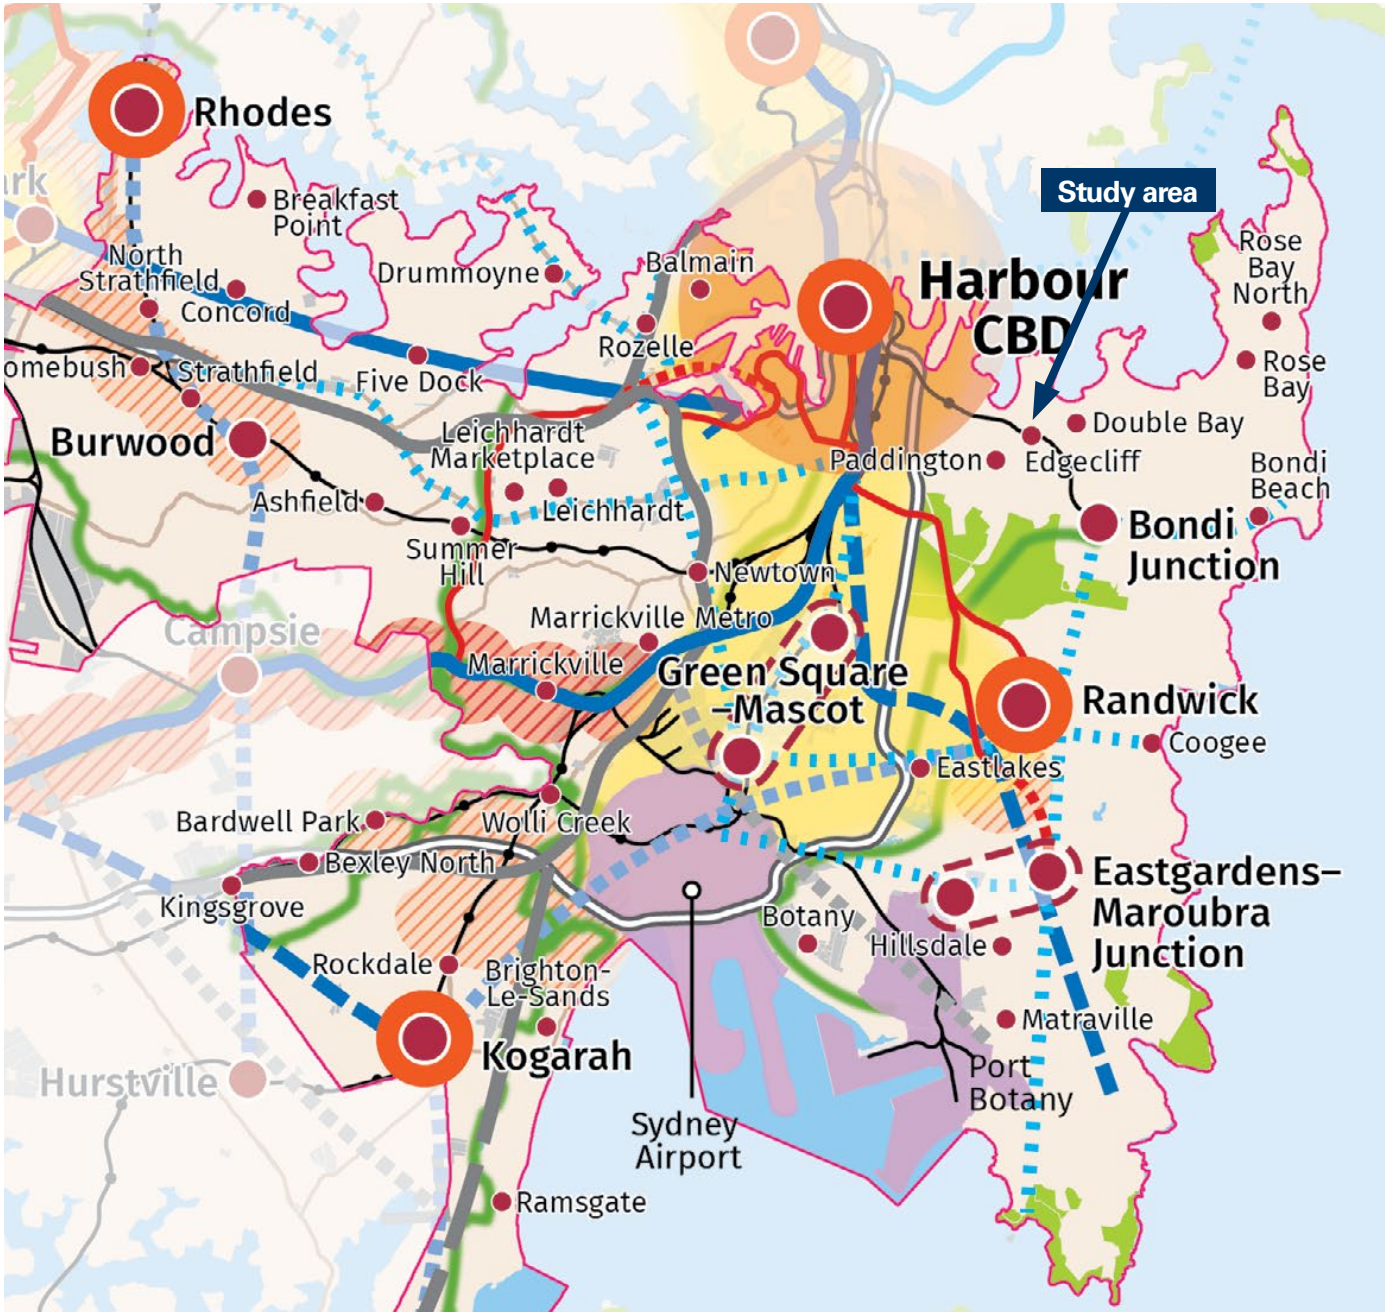 Rhodes
Study area
ark
Breakfast
Point
Rose
Bay
North
North
Strathfield
Drummoyne
Balmain
Harbour
CBD
Concord
Rozelle
Rose
Bay
omebush
Strathfield
Five Dock
Double Bay
Burwood
Leichhardt
Marketplace
Paddington
Edgecliff
Bondi
Beach
Ashfield
Leichhardt
Bondi
Junction
Summer
Hill
Newtown
Campsie
Marrickville Metro
Marrickville
Green Square
–Mascot
Randwick
Coogee
Eastlakes
Bardwell Park
Wolli Creek
Bexley North
Kingsgrove
Eastgardens–
Maroubra
Junction
Botany
Hillsdale
Rockdale
Brighton-
Le-Sands
Matraville
Kogarah
Hurstville
Port
Botany
Sydney
Airport
Ramsgate